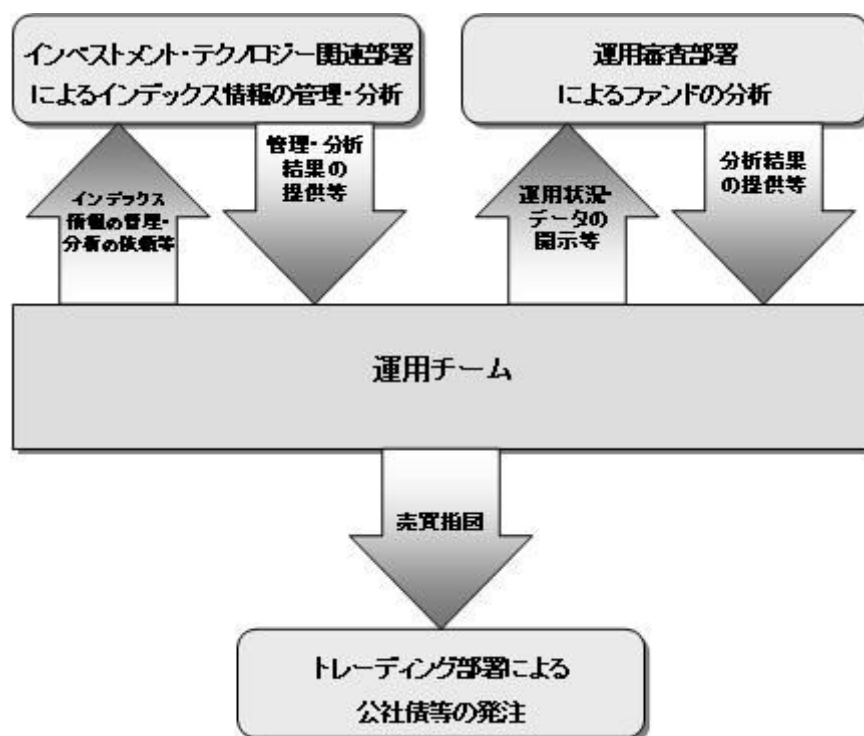 インベストメント・テクノロジー関連部署
によるインデックス情報の管理・分析
運用審査部署
によるファンドの分析
インデックス
情報の管理・
分析の依頼等
管理・分析
結果の
提供等
運用状況・
データの
開示等
分析結果
の提供等
運用チーム
売買指図
トレーディング部署による
公社債等の発注